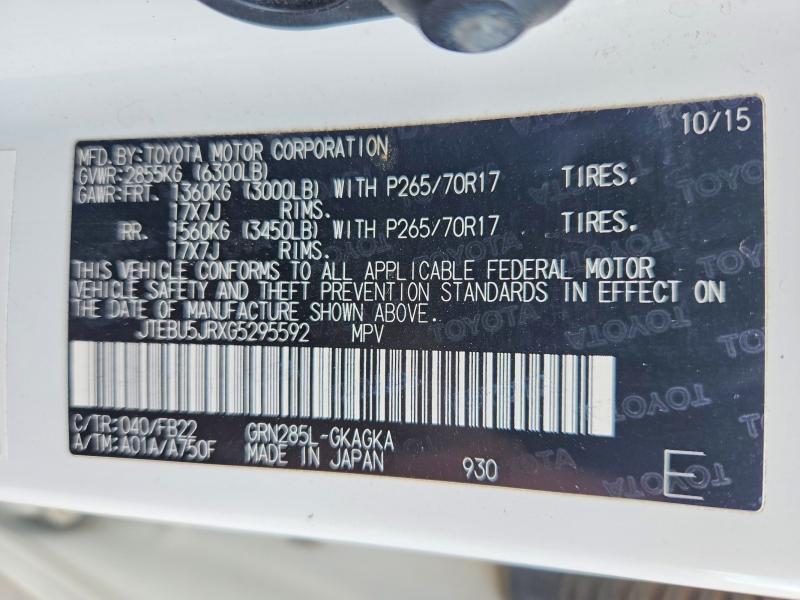 10/15
MFD. BY: TOYOTA MOTOR CORPORATION
GVWR: 2855KG (6300LB)
GAWR: FRT. 1360KG (3000LB) WITH P265/70R17 TIRES.
17X7J RIMS.
RR. 1560KG (3450LB) WITH P265/70R17 TIRES.
17X7J RIMS.
THIS VEHICLE CONFORMS TO ALL APPLICABLE FEDERAL MOTOR
VEHICLE SAFETY AND THEFT PREVENTION STANDARDS IN EFFECT ON
THE DATE OF MANUFACTURE SHOWN ABOVE.
JTEBU5JRXG5295592 MPV
C/TR: 040/FB22 GRN285L-GKAGKA
A/TM: A01A/A750F MADE IN JAPAN 930 E